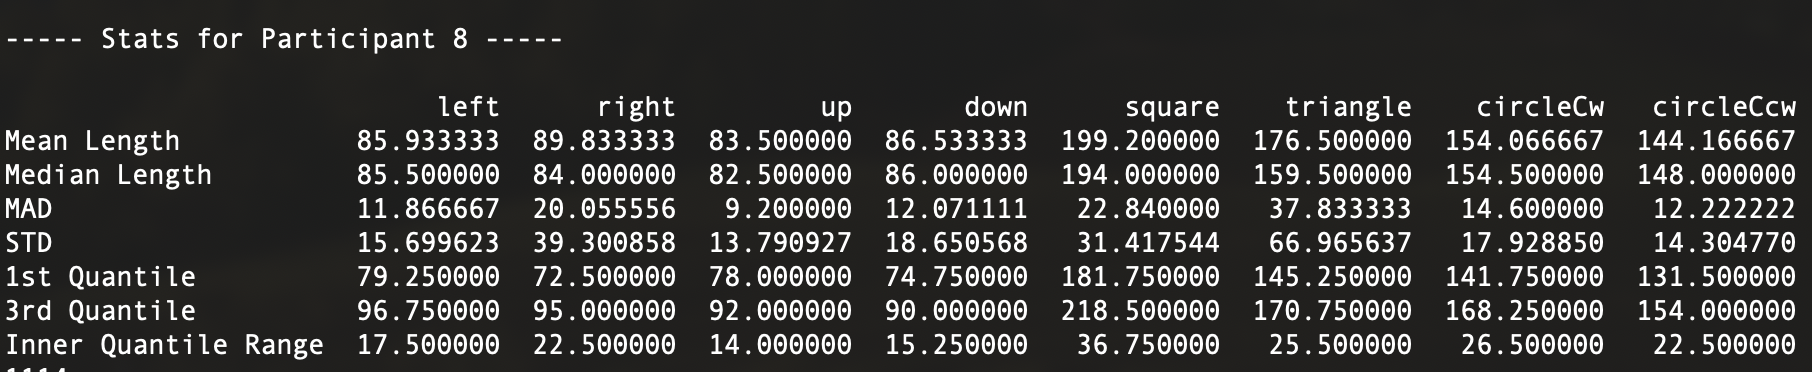 ----- Stats for Participant 8 -----
left right up down square triangle circleCw circleCcw
Mean Length 85.933333 89.833333 83.500000 86.533333 199.200000 176.500000 154.066667 144.166667
Median Length 85.500000 84.000000 82.500000 86.000000 194.000000 159.500000 154.500000 148.000000
MAD 11.866667 20.055556 9.200000 12.071111 22.840000 37.833333 14.600000 12.222222
STD 15.699623 39.300858 13.790927 18.650568 31.417544 66.965637 17.928850 14.304770
1st Quantile 79.250000 72.500000 78.000000 74.750000 181.750000 145.250000 141.750000 131.500000
3rd Quantile 96.750000 95.000000 92.000000 90.000000 218.500000 170.750000 168.250000 154.000000
Inner Quantile Range 17.500000 22.500000 14.000000 15.250000 36.750000 25.500000 26.500000 22.500000